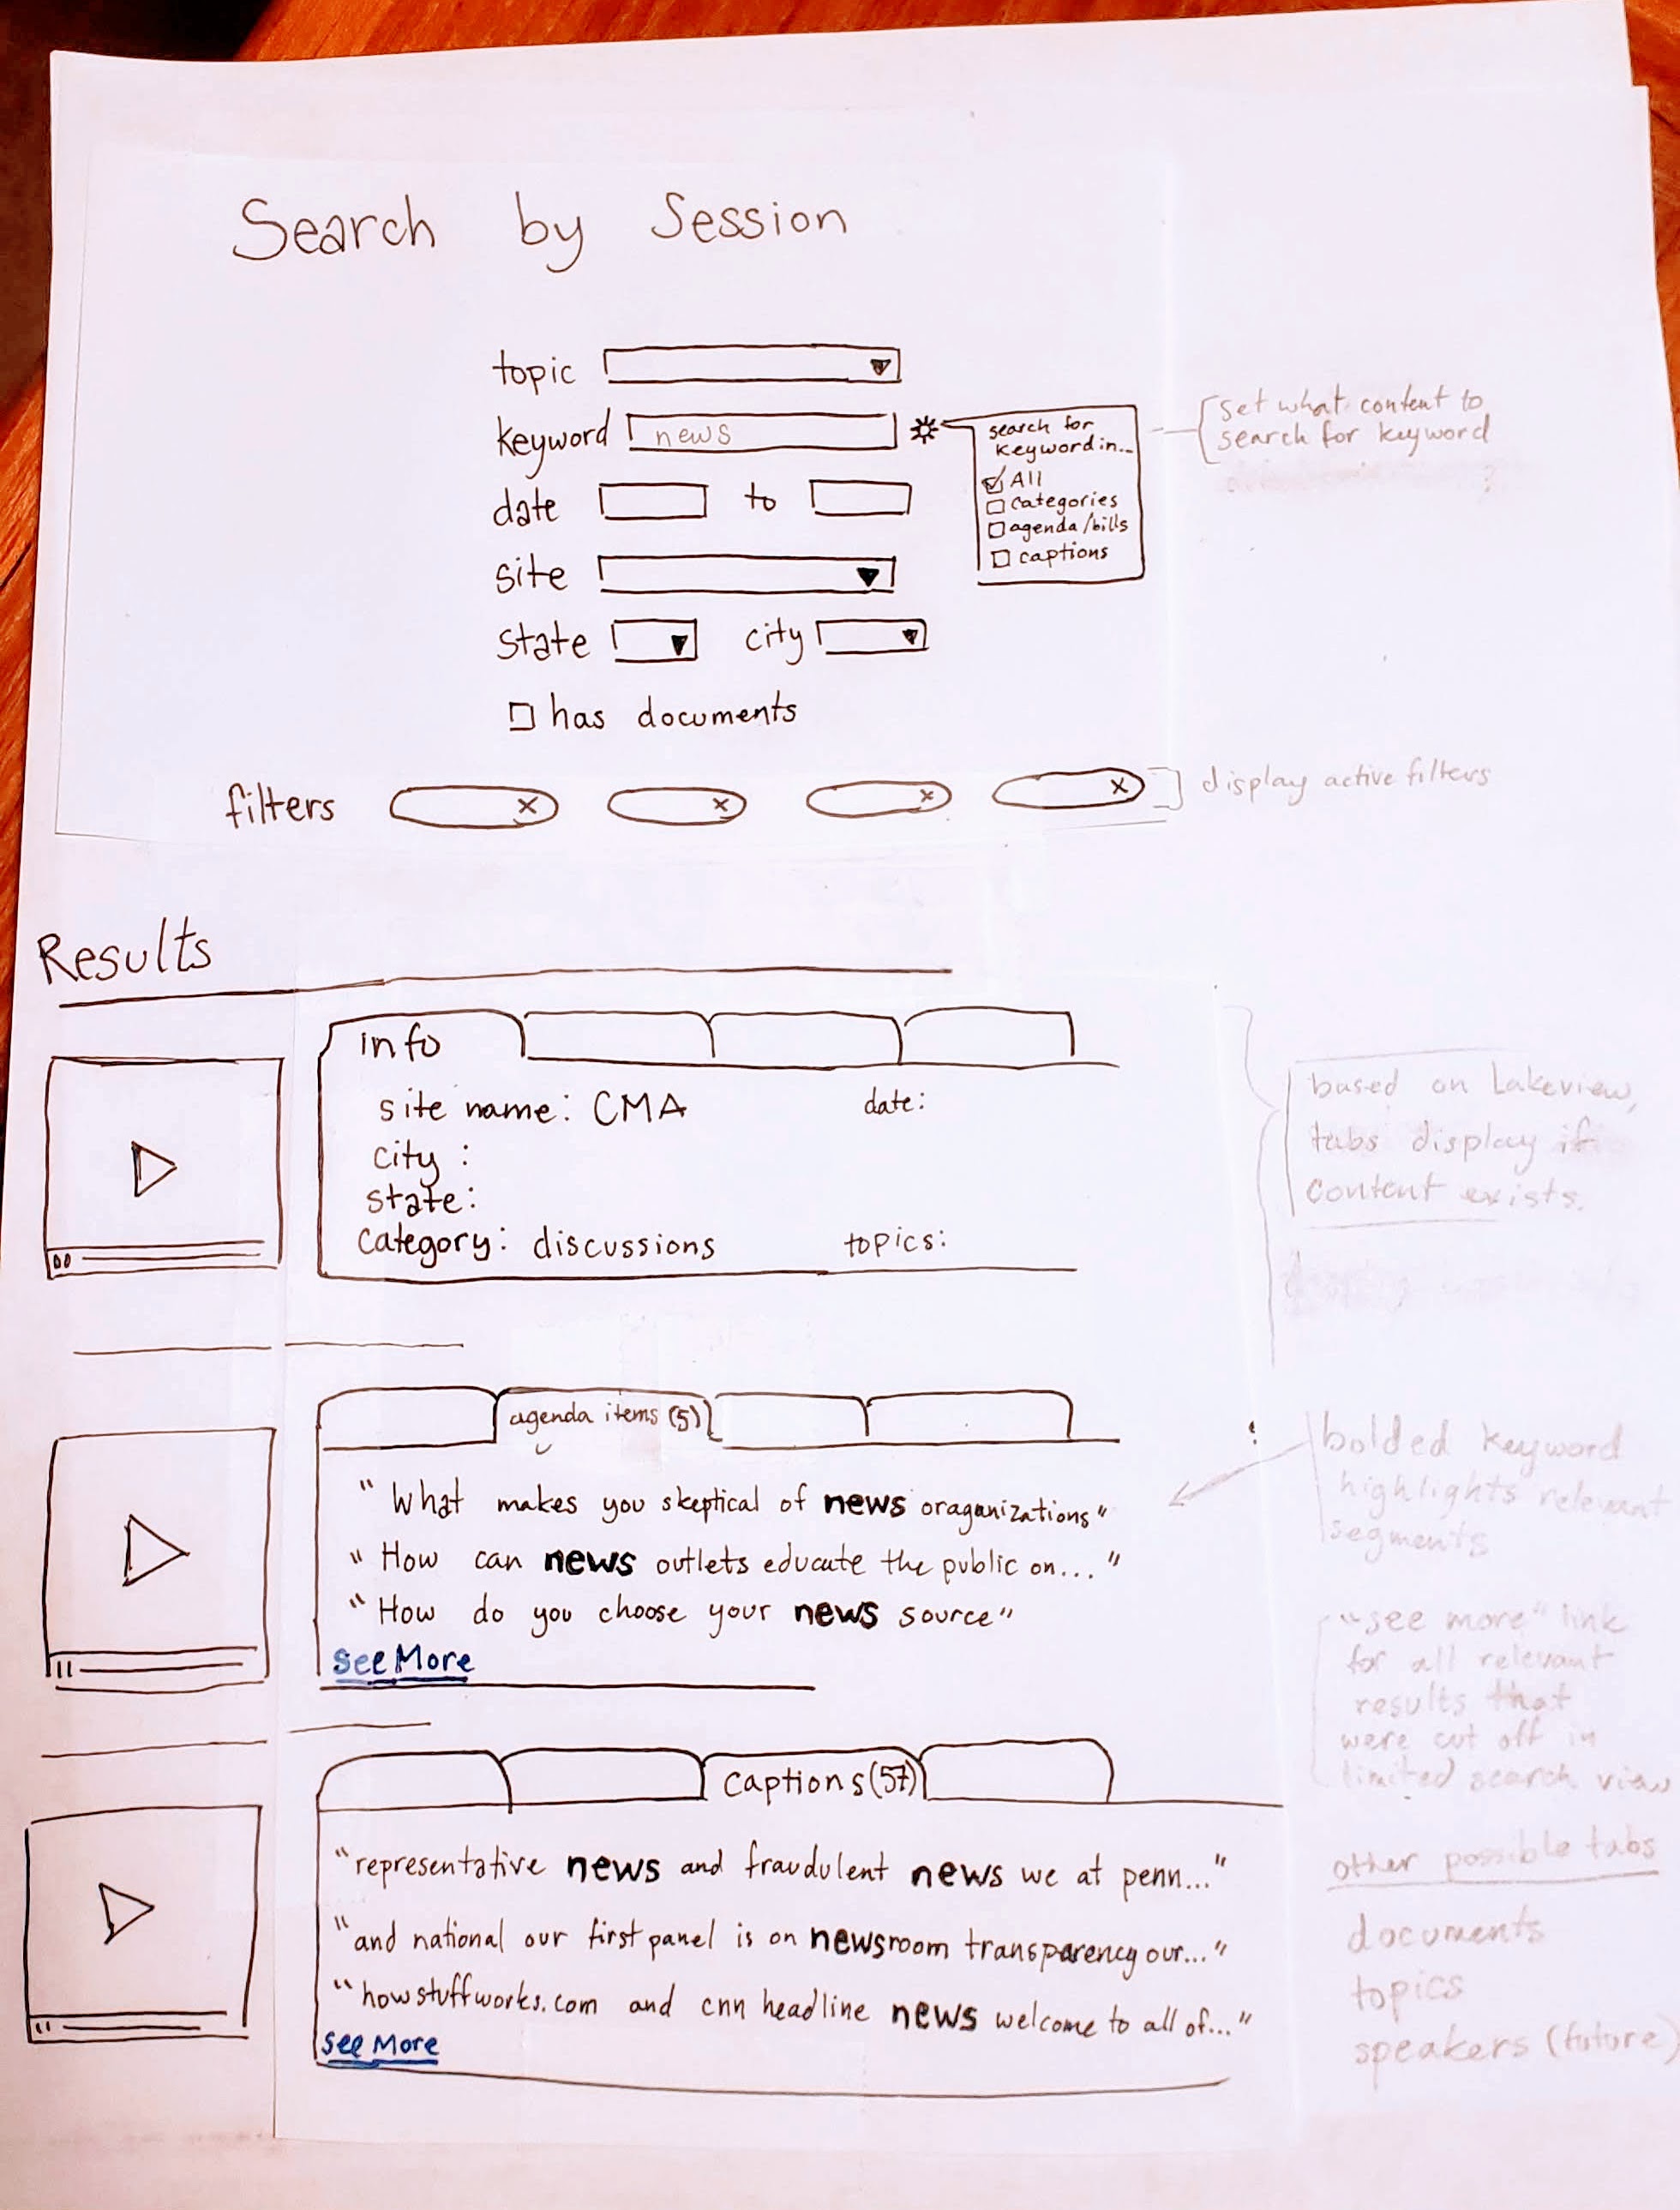 Search by Session
topic
keyword news
search for
keyword in...
All
categories
agenda/bills
captions
set what content to
search for keyword
date to
site
state city
has documents
filters x x x x
display active filters
Results
info
site name: CMA date:
city :
state:
category: discussions topics:
based on Lakeview,
tabs display if
content exists.
agenda items (5)
"What makes you skeptical of news oraganizations"
"How can news outlets educate the public on..."
"How do you choose your news source"
See More
bolded keyword
highlights relevant
segments
"see more" link
for all relevant
results that
were cut off in
limited search view
captions (57)
"representative news and fraudulent news we at penn..."
"and national our first panel is on newsroom transparency our..."
"howstuffworks.com and cnn headline news welcome to all of..."
See More
other possible tabs
documents
topics
speakers (future)